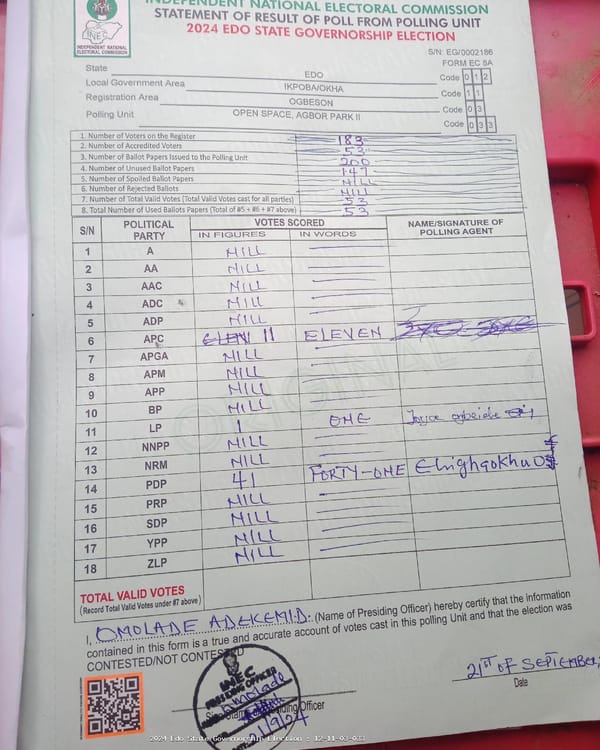 INDEPENDENT NATIONAL ELECTORAL COMMISSION
STATEMENT OF RESULT OF POLL FROM POLLING UNIT
2024 EDO STATE GOVERNORSHIP ELECTION
INEC
INDEPENDENT NATIONAL
ELECTORAL COMMISSION
S/N: EG/0002186
FORM EC 8A
State EDO Code 0 1 2
Local Government Area IKPOBA/OKHA Code 1 1
Registration Area OGBESON Code 0 3
Polling Unit OPEN SPACE, AGBOR PARK II Code 0 3 3
1. Number of Voters on the Register 183
2. Number of Accredited Voters 53
3. Number of Ballot Papers Issued to the Polling Unit 200
4. Number of Unused Ballot Papers 147
5. Number of Spoiled Ballot Papers NILL
6. Number of Rejected Ballots NILL
7. Number of Total Valid Votes (Total Valid Votes cast for all parties) 53
8. Total Number of Used Ballots Papers (Total of #5 + #6 + #7 above) 53
S/N POLITICAL PARTY VOTES SCORED NAME/SIGNATURE OF POLLING AGENT
IN FIGURES IN WORDS
1 A NILL
2 AA NILL
3 AAC NILL
4 ADC NILL
5 ADP NILL
6 APC 11 ELEVEN
7 APGA NILL
8 APM NILL
9 APP NILL
10 BP NILL
11 LP 1 ONE Joyce
12 NNPP NILL
13 NRM NILL
14 PDP 41 FORTY-ONE
15 PRP NILL
16 SDP NILL
17 YPP NILL
18 ZLP NILL
TOTAL VALID VOTES
(Record Total Valid Votes under #7 above)
I, OMOLADE ADEKEMI D. (Name of Presiding Officer) hereby certify that the information
contained in this form is a true and accurate account of votes cast in this polling Unit and that the election was
CONTESTED/NOT CONTESTED
INEC
PRESIDING OFFICER
Omolade
Officer
21ST OF SEPTEMBER,
Date
2024 Edo State Governorship Election : 12-11-03-033